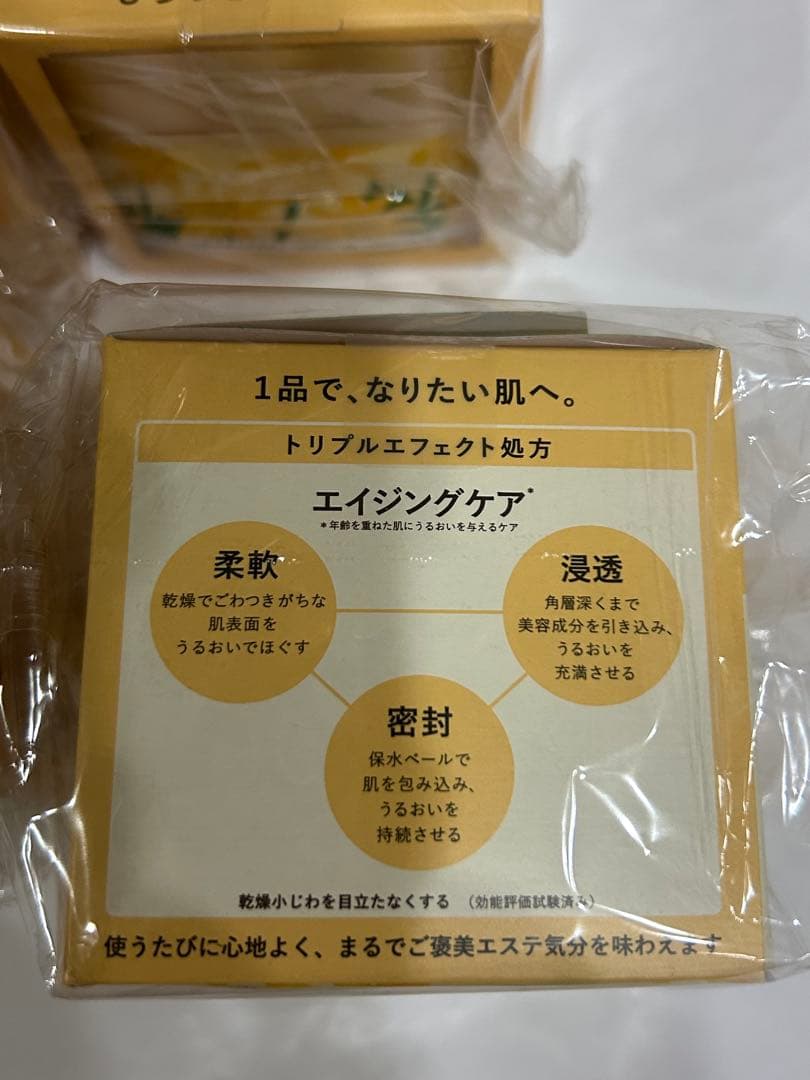 1品で、なりたい肌へ。
トリプルエフェクト処方
エイジングケア*
*年齢を重ねた肌にうるおいを与えるケア
柔軟
乾燥でごわつきがちな
肌表面を
うるおいでほぐす
浸透
角層深くまで
美容成分を引き込み、
うるおいを
充満させる
密封
保水ベールで
肌を包み込み、
うるおいを
持続させる
乾燥小じわを目立たなくする (効能評価試験済み)
使うたびに心地よく、まるでご褒美エステ気分を味わえます